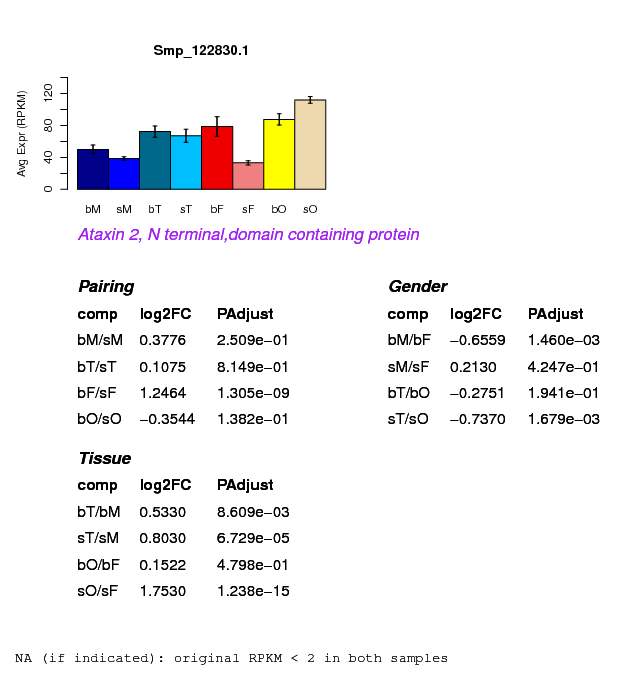 Smp_122830.1
Avg Expr (RPKM)
120
80
40
0
bM sM bT sT bF sF bO sO
Ataxin 2, N terminal,domain containing protein
Pairing
comp log2FC PAdjust
bM/sM 0.3776 2.509e−01
bT/sT 0.1075 8.149e−01
bF/sF 1.2464 1.305e−09
bO/sO −0.3544 1.382e−01
Gender
comp log2FC PAdjust
bM/bF −0.6559 1.460e−03
sM/sF 0.2130 4.247e−01
bT/bO −0.2751 1.941e−01
sT/sO −0.7370 1.679e−03
Tissue
comp log2FC PAdjust
bT/bM 0.5330 8.609e−03
sT/sM 0.8030 6.729e−05
bO/bF 0.1522 4.798e−01
sO/sF 1.7530 1.238e−15
NA (if indicated): original RPKM < 2 in both samples